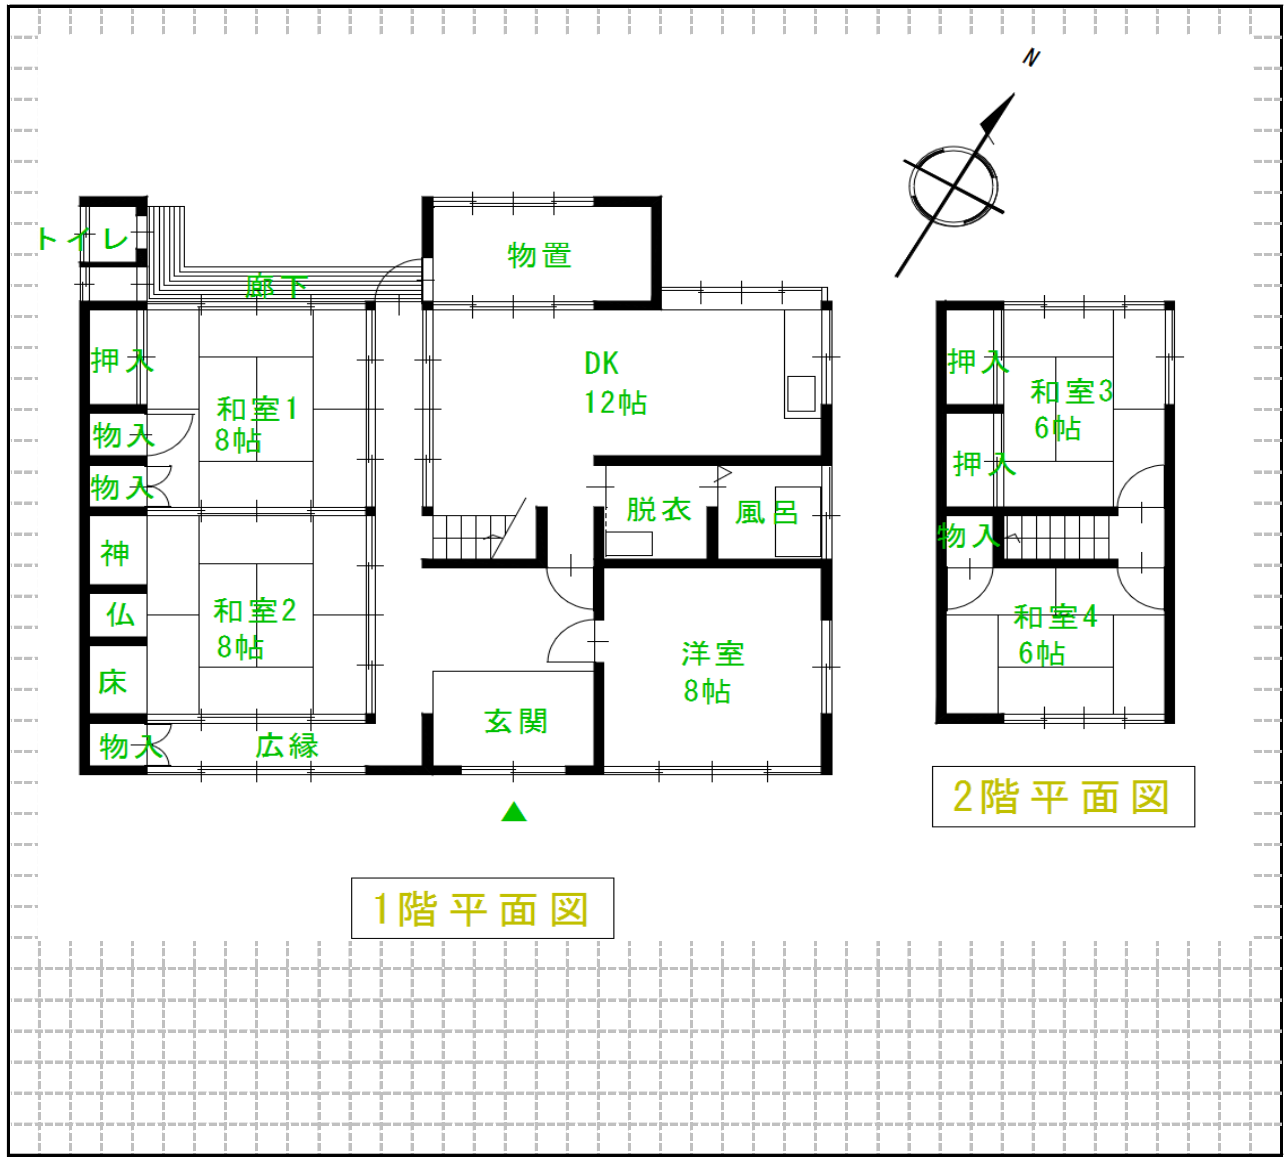 N
トイレ
物置
廊下
押入
DK
12帖
押入
和室1
8帖
和室3
6帖
物入
物入
押入
脱衣
風呂
神
物入
仏
和室2
8帖
和室4
6帖
洋室
8帖
床
玄関
物入
広縁
▲
2階平面図
1階平面図